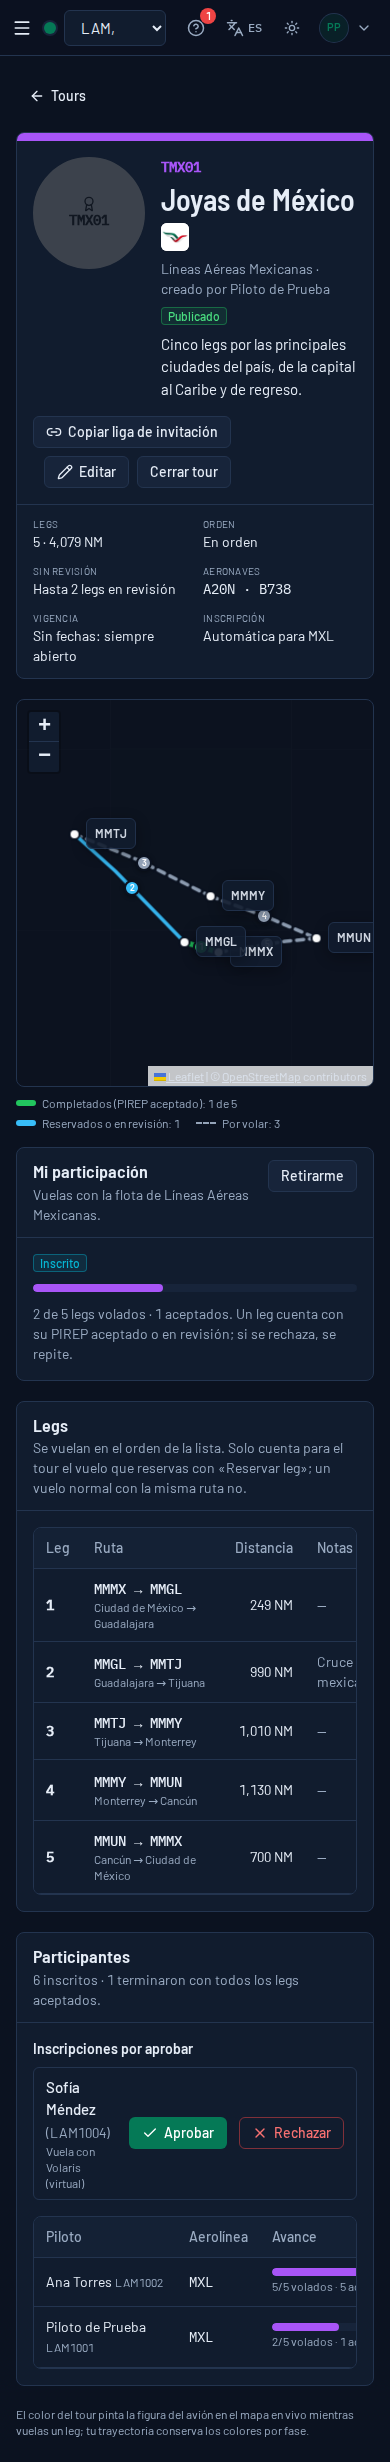 LAM,
1
ES
PP
← Tours
TMX01
TMX01
Joyas de México
Líneas Aéreas Mexicanas ·
creado por Piloto de Prueba
Publicado
Cinco legs por las principales
ciudades del país, de la capital
al Caribe y de regreso.
Copiar liga de invitación
Editar
Cerrar tour
LEGS
5 · 4,079 NM
ORDEN
En orden
SIN REVISIÓN
Hasta 2 legs en revisión
AERONAVES
A20N · B738
VIGENCIA
Sin fechas: siempre
abierto
INSCRIPCIÓN
Automática para MXL
+
−
MMTJ
3
2
MMMY
4
MMGL
MMMX
MMUN
Leaflet | © OpenStreetMap contributors
Completados (PIREP aceptado): 1 de 5
Reservados o en revisión: 1
Por volar: 3
Mi participación
Retirarme
Vuelas con la flota de Líneas Aéreas
Mexicanas.
Inscrito
2 de 5 legs volados · 1 aceptados. Un leg cuenta con
su PIREP aceptado o en revisión; si se rechaza, se
repite.
Legs
Se vuelan en el orden de la lista. Solo cuenta para el
tour el vuelo que reservas con «Reservar leg»; un
vuelo normal con la misma ruta no.
Leg Ruta Distancia Notas
1 MMMX → MMGL 249 NM —
Ciudad de México →
Guadalajara
2 MMGL → MMTJ 990 NM Cruce
Guadalajara → Tijuana
3 MMTJ → MMMY 1,010 NM —
Tijuana → Monterrey
4 MMMY → MMUN 1,130 NM —
Monterrey → Cancún
5 MMUN → MMMX 700 NM —
Cancún → Ciudad de
México
Participantes
6 inscritos · 1 terminaron con todos los legs
aceptados.
Inscripciones por aprobar
Sofía
Méndez
(LAM1004)
Vuela con
Volaris
(virtual)
Aprobar
Rechazar
Piloto Aerolínea Avance
Ana Torres LAM1002 MXL
5/5 volados · 5
Piloto de Prueba
LAM1001
MXL
2/5 volados · 1
El color del tour pinta la figura del avión en el mapa en vivo mientras
vuelas un leg; tu trayectoria conserva los colores por fase.